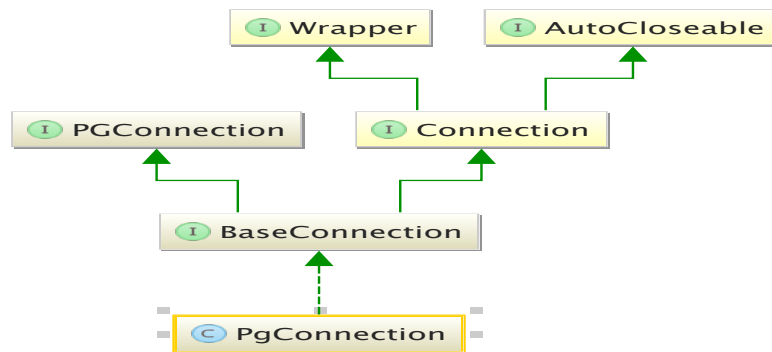 I Wrapper
I AutoCloseable
I PGConnection
I Connection
I BaseConnection
C PgConnection